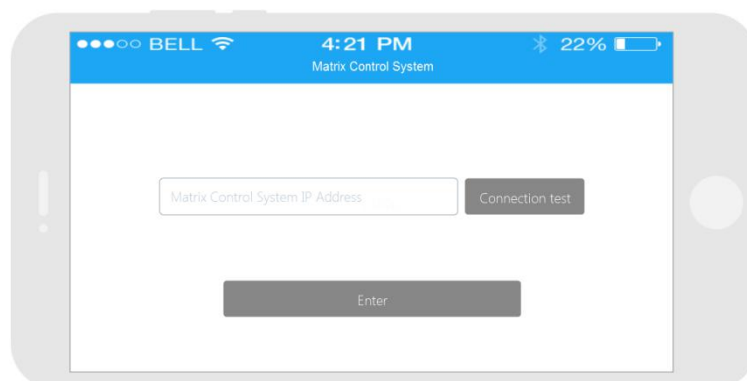 BELL 4:21 PM 22%
Matrix Control System
Matrix Control System IP Address Connection test
Enter